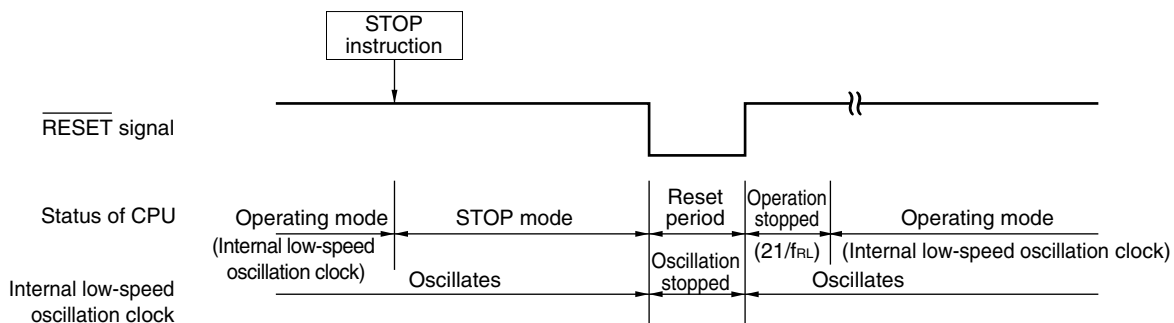 STOP
instruction
RESET signal
Status of CPU
Operating mode
(Internal low-speed
oscillation clock)
STOP mode
Reset
period
Operation
stopped
(21/fRL)
Operating mode
(Internal low-speed oscillation clock)
Internal low-speed
oscillation clock
Oscillates
Oscillation
stopped
Oscillates